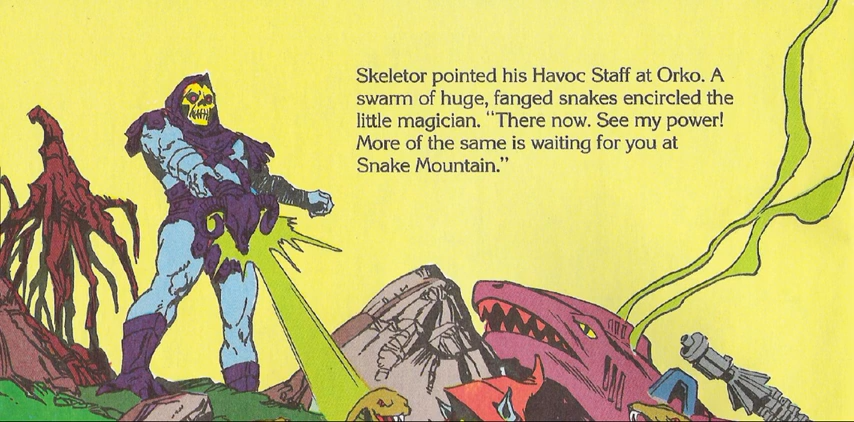 Skeletor pointed his Havoc Staff at Orko. A
swarm of huge, fanged snakes encircled the
little magician. “There now. See my power!
More of the same is waiting for you at
Snake Mountain.”